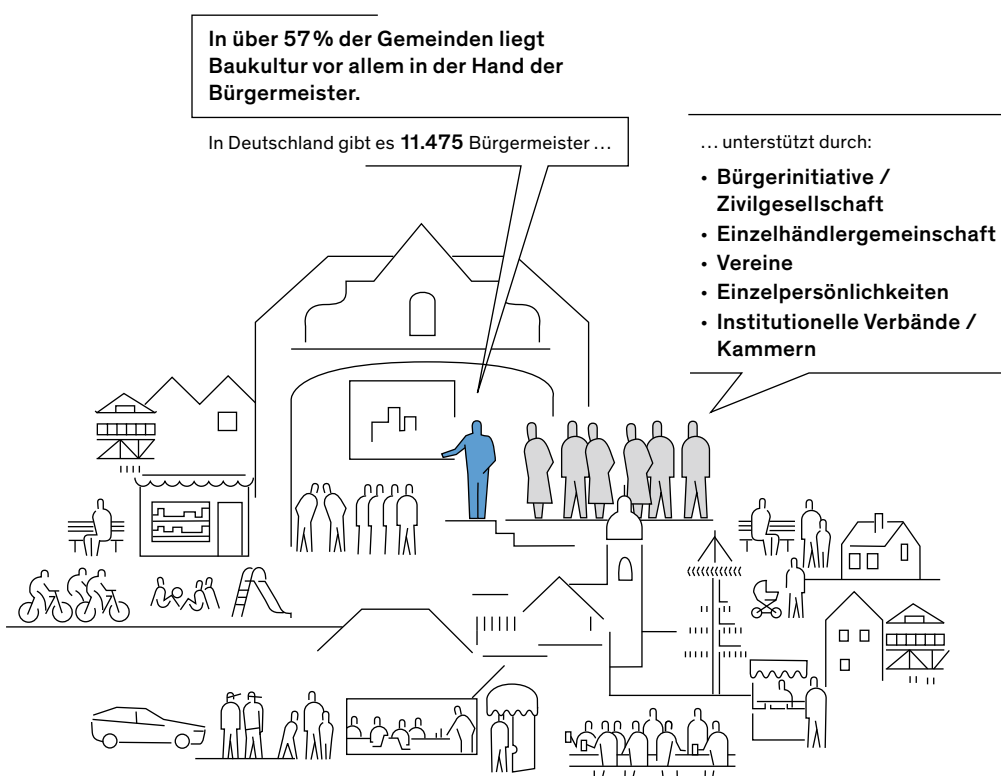 In über 57% der Gemeinden liegt
Baukultur vor allem in der Hand der
Bürgermeister.
In Deutschland gibt es 11.475 Bürgermeister ...
... unterstützt durch:
• Bürgerinitiative /
Zivilgesellschaft
• Einzelhändlergemeinschaft
• Vereine
• Einzelpersönlichkeiten
• Institutionelle Verbände /
Kammern